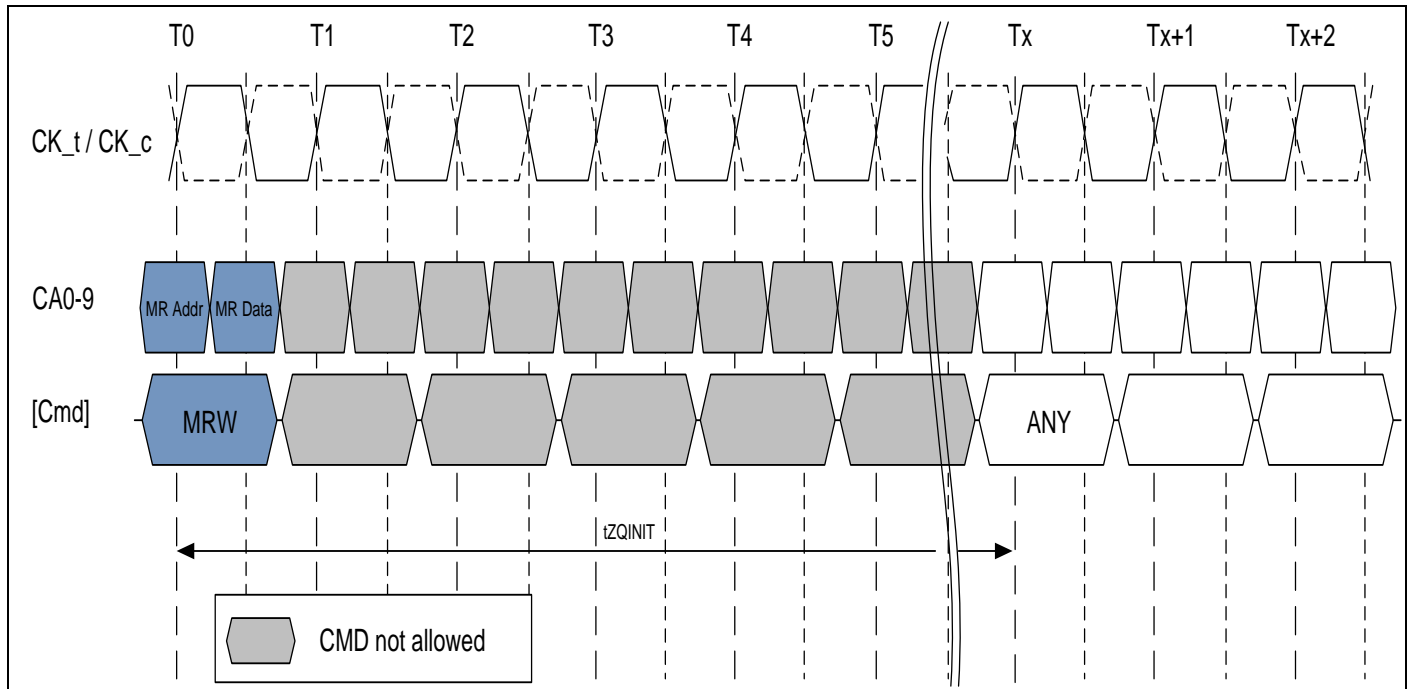 T0 T1 T2 T3 T4 T5 Tx Tx+1 Tx+2
CK_t / CK_c
CA0-9 MR Addr MR Data
[Cmd] MRW ANY
tZQINIT
CMD not allowed